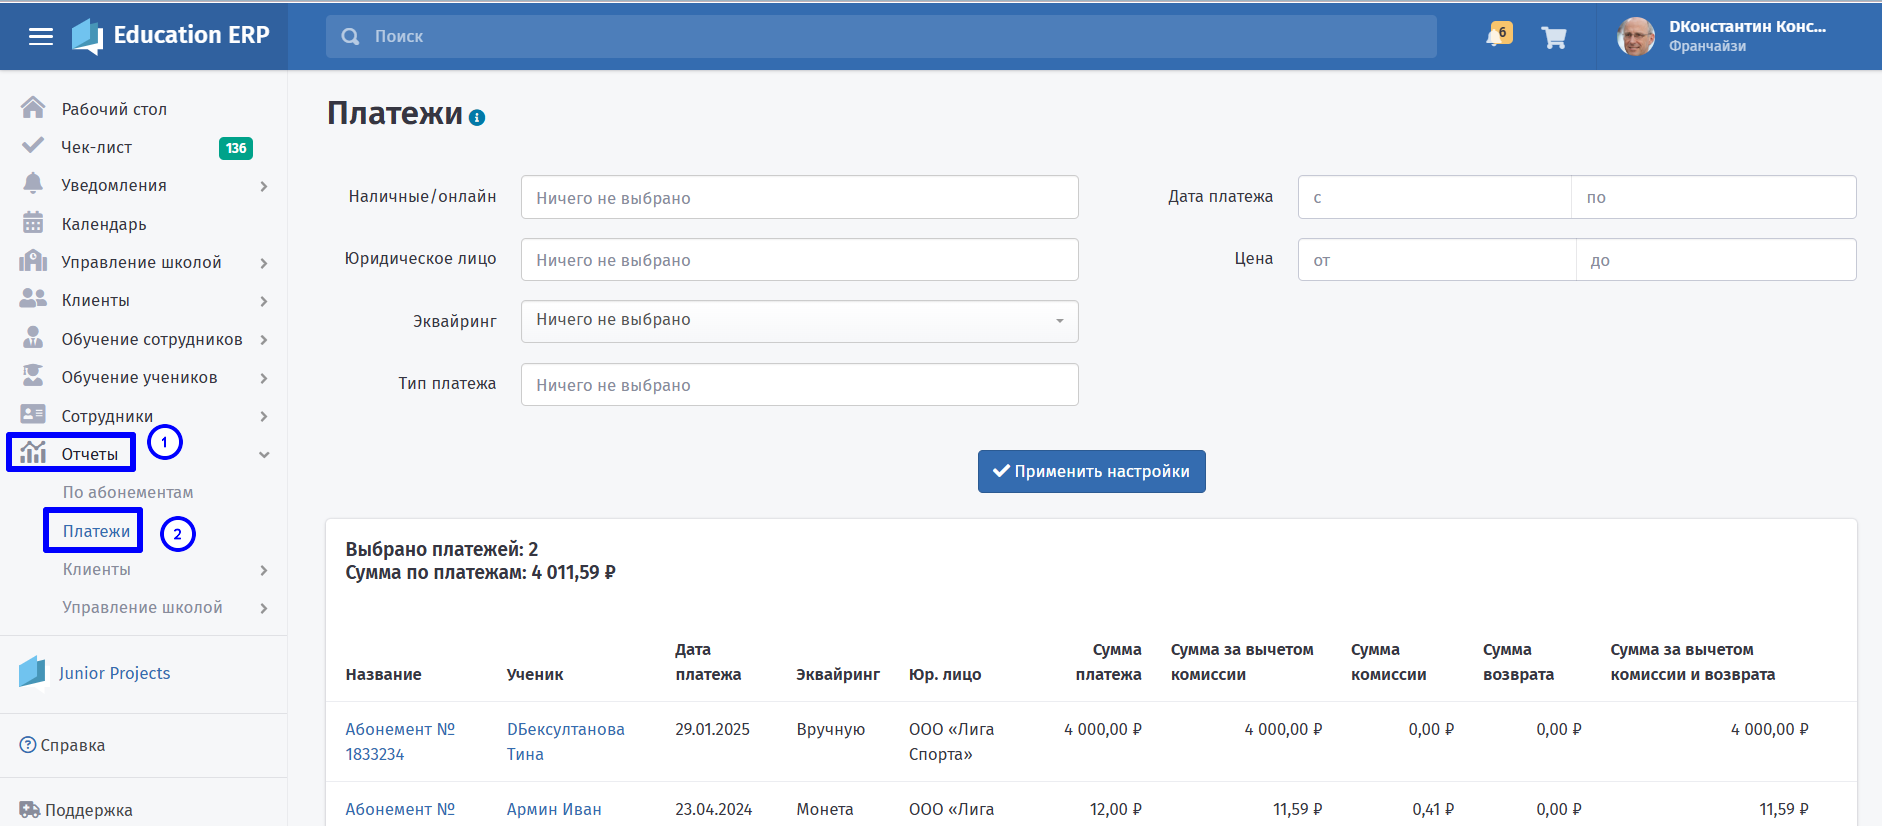 Education ERP
Поиск
6
DКонстантин Конс...
Франчайзи
Рабочий стол
Чек-лист 136
Уведомления
Календарь
Управление школой
Клиенты
Обучение сотрудников
Обучение учеников
Сотрудники
Отчеты
1
По абонементам
Платежи
2
Клиенты
Управление школой
Junior Projects
Справка
Поддержка
Платежи
Наличные/онлайн Ничего не выбрано
Дата платежа с по
Юридическое лицо Ничего не выбрано
Цена от до
Эквайринг Ничего не выбрано
Тип платежа Ничего не выбрано
Применить настройки
Выбрано платежей: 2
Сумма по платежам: 4 011,59 ₽
Дата Сумма Сумма за вычетом Сумма Сумма Сумма за вычетом
Название Ученик платежа Эквайринг Юр. лицо платежа комиссии комиссии возврата комиссии и возврата
Абонемент № DБексултанова 29.01.2025 Вручную ООО «Лига 4 000,00 ₽ 4 000,00 ₽ 0,00 ₽ 0,00 ₽ 4 000,00 ₽
1833234 Тина Спорта»
Абонемент № Армин Иван 23.04.2024 Монета ООО «Лига 12,00 ₽ 11,59 ₽ 0,41 ₽ 0,00 ₽ 11,59 ₽